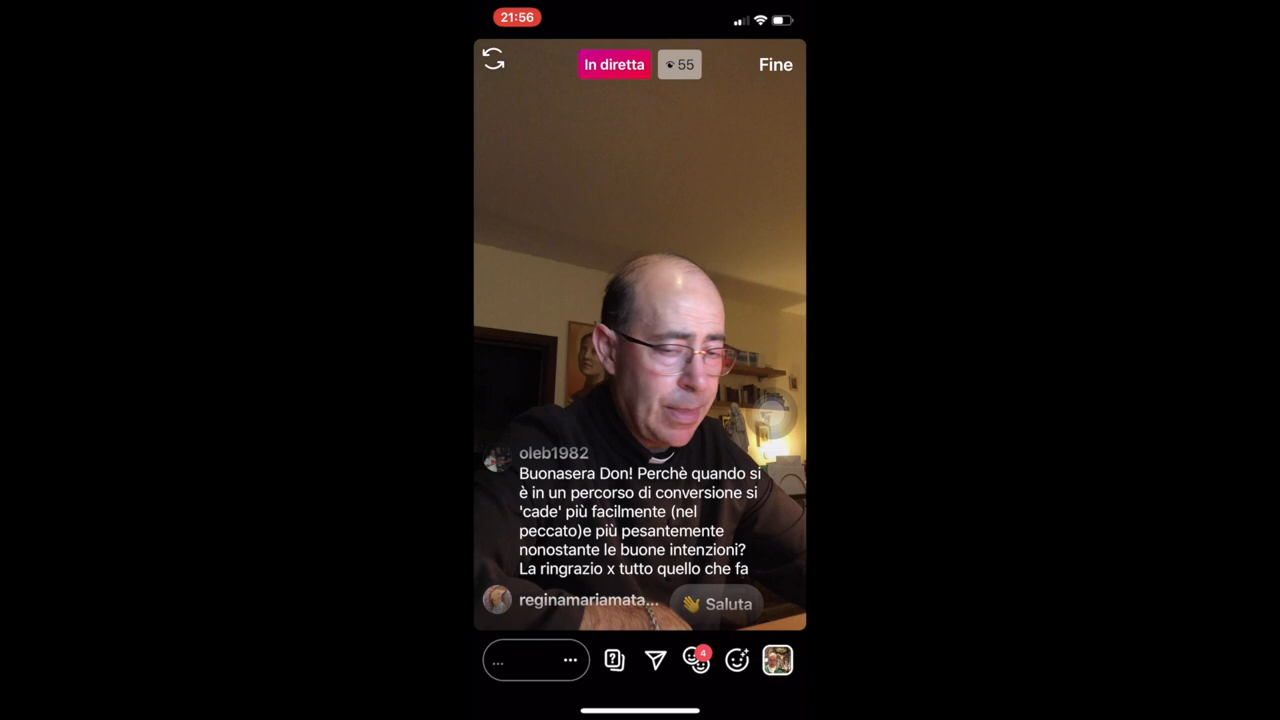 21:56
In diretta
55
Fine
oleb1982
Buonasera Don! Perchè quando si
è in un percorso di conversione si
'cade' più facilmente (nel
peccato)e più pesantemente
nonostante le buone intenzioni?
La ringrazio x tutto quello che fa
reginamariamata...
👋 Saluta
...
4